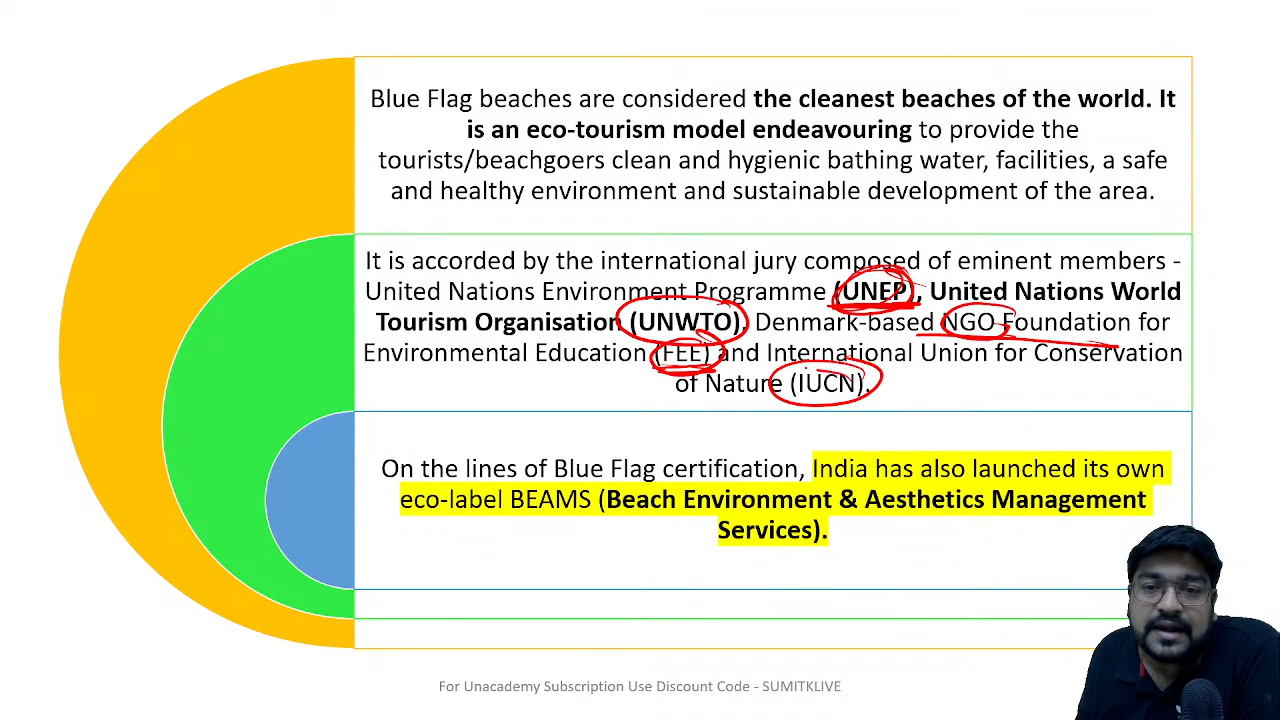 Blue Flag beaches are considered the cleanest beaches of the world. It
is an eco-tourism model endeavouring to provide the
tourists/beachgoers clean and hygienic bathing water, facilities, a safe
and healthy environment and sustainable development of the area.
It is accorded by the international jury composed of eminent members -
United Nations Environment Programme (UNEP), United Nations World
Tourism Organisation (UNWTO), Denmark-based NGO Foundation for
Environmental Education (FEE) and International Union for Conservation
of Nature (IUCN).
On the lines of Blue Flag certification, India has also launched its own
eco-label BEAMS (Beach Environment & Aesthetics Management
Services).
For Unacademy Subscription Use Discount Code - SUMITKLIVE